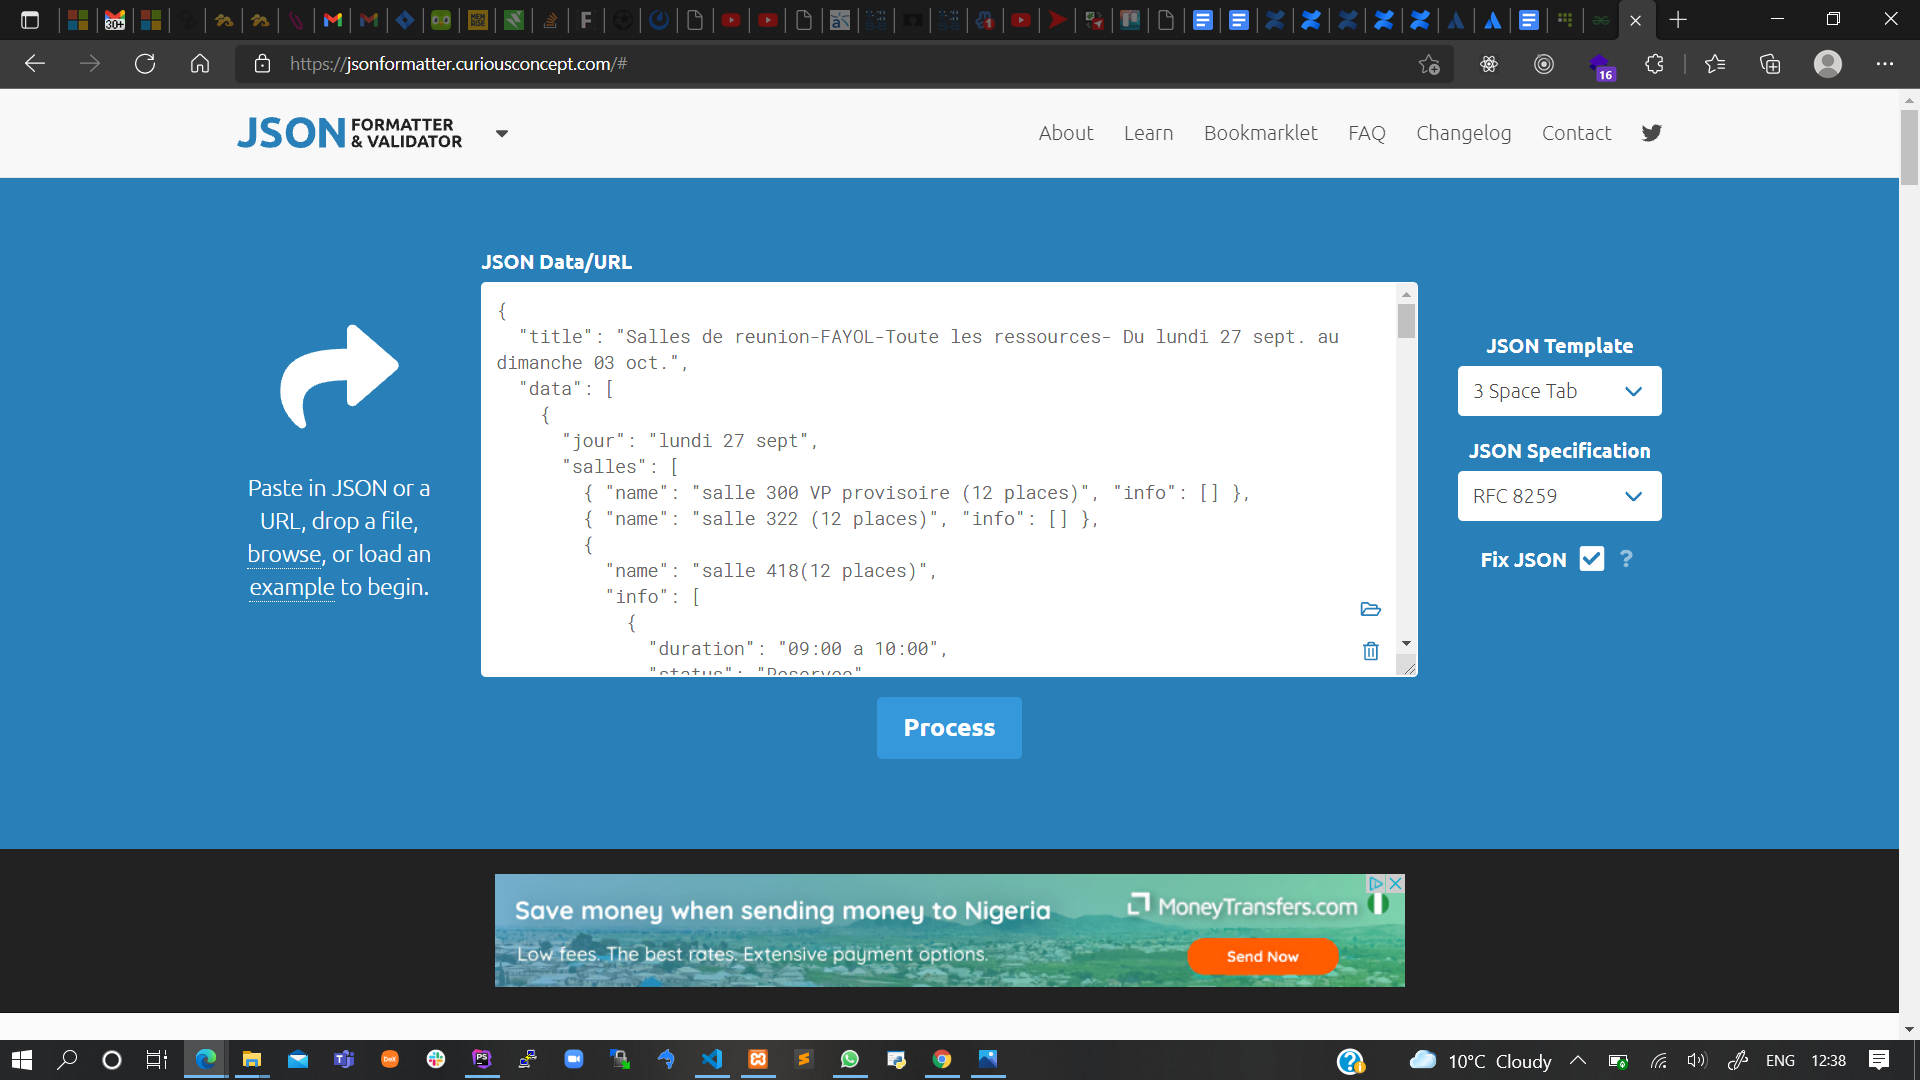 30+
16
https://jsonformatter.curiousconcept.com/#
JSON FORMATTER & VALIDATOR
About Learn Bookmarklet FAQ Changelog Contact
JSON Data/URL
{
"title": "Salles de reunion-FAYOL-Toute les ressources- Du lundi 27 sept. au
dimanche 03 oct.",
"data": [
{
"jour": "lundi 27 sept",
"salles": [
{ "name": "salle 300 VP provisoire (12 places)", "info": [] },
{ "name": "salle 322 (12 places)", "info": [] },
{
"name": "salle 418(12 places)",
"info": [
{
"duration": "09:00 a 10:00",
"status": "Reservee"
Paste in JSON or a
URL, drop a file,
browse, or load an
example to begin.
JSON Template
3 Space Tab
JSON Specification
RFC 8259
Fix JSON ?
Process
Save money when sending money to Nigeria
Low fees. The best rates. Extensive payment options.
MoneyTransfers.com
Send Now
10°C Cloudy
ENG
12:38